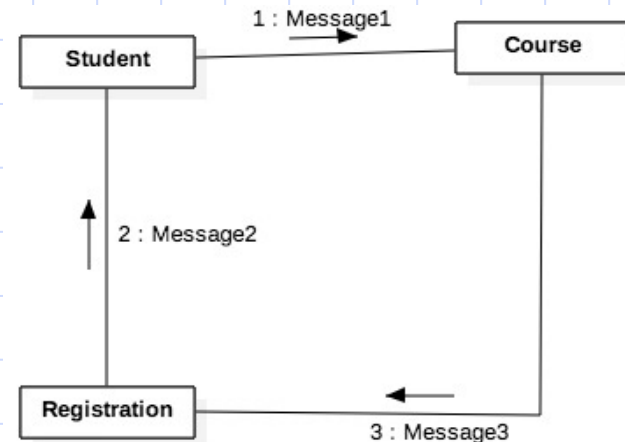 1 : Message1
Student
Course
2 : Message2
Registration
3 : Message3